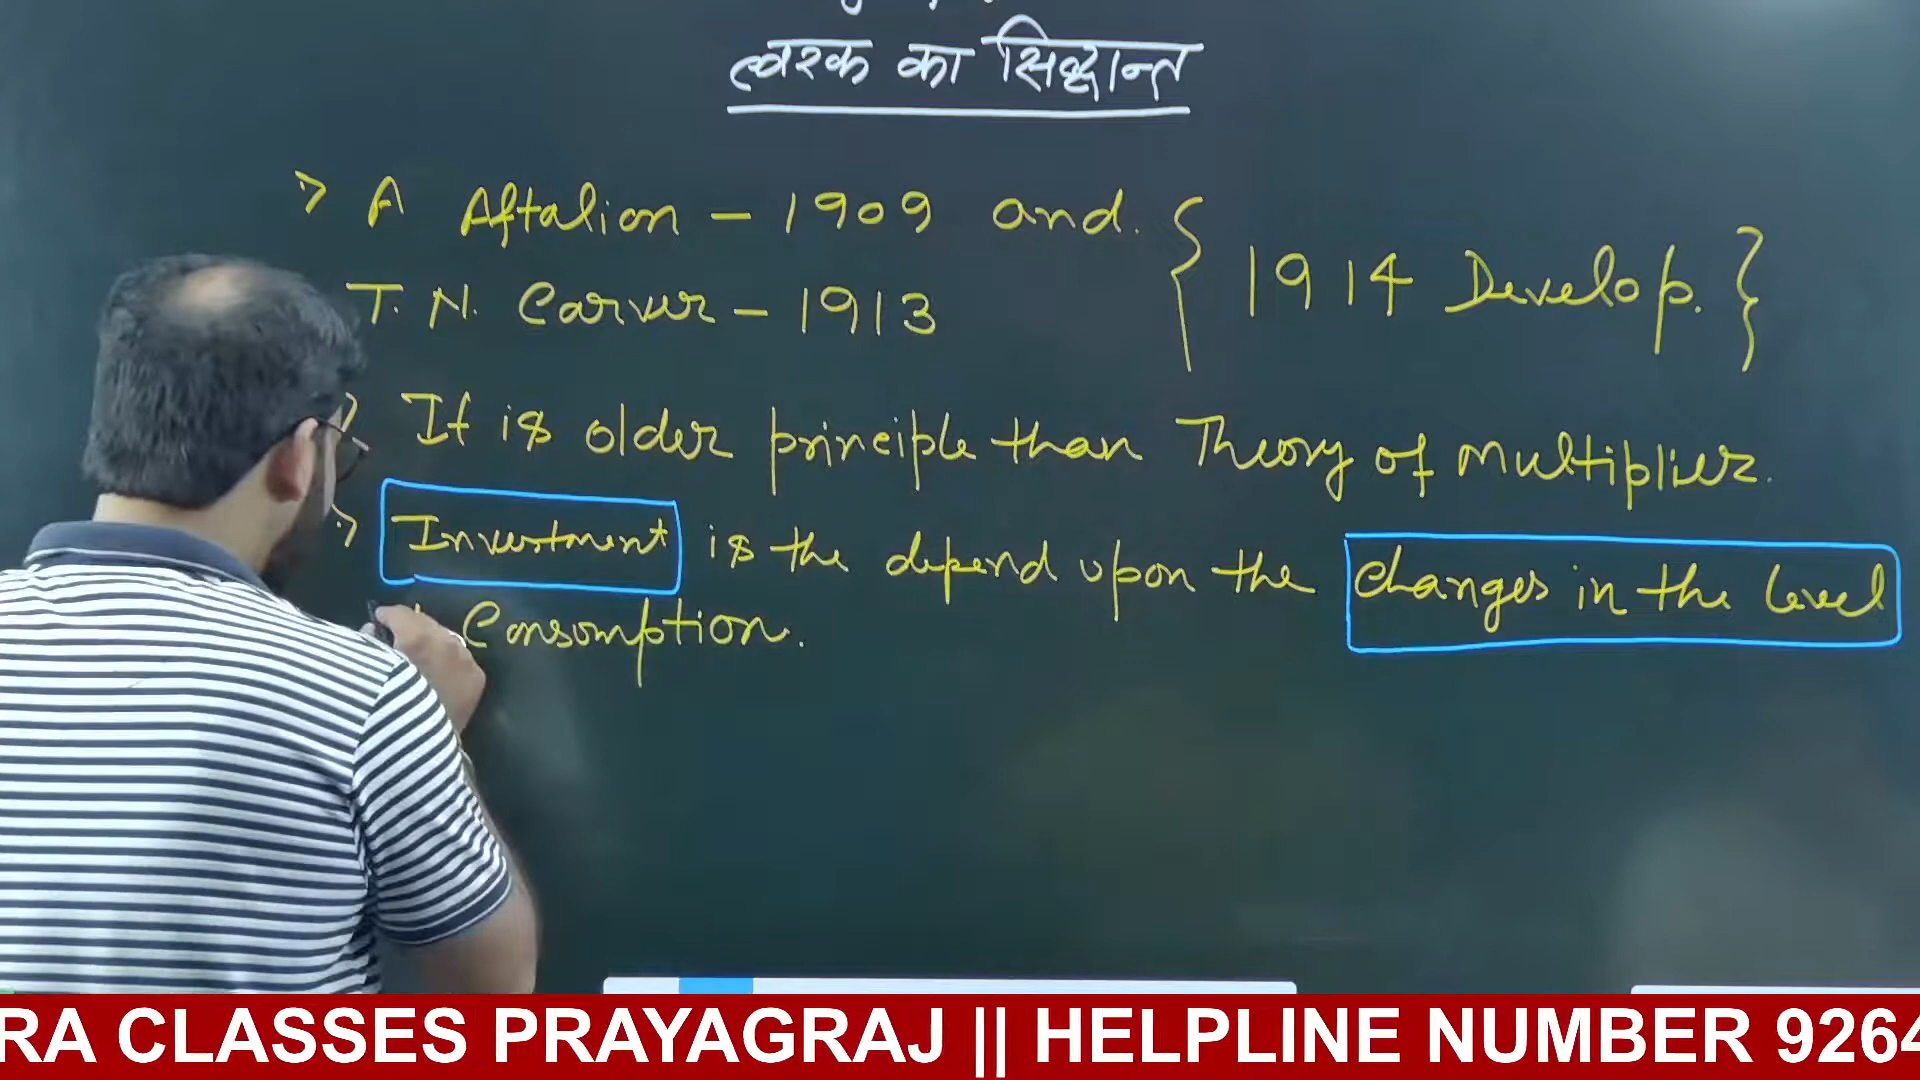 त्वरक का सिद्धान्त
> A Aftalion – 1909 and. { 1914 Develop. }
T. N. Carver – 1913
> It is older principle than Theory of multiplier.
> Investment is the depend upon the changes in the level
Consomption.
RA CLASSES PRAYAGRAJ || HELPLINE NUMBER 9264